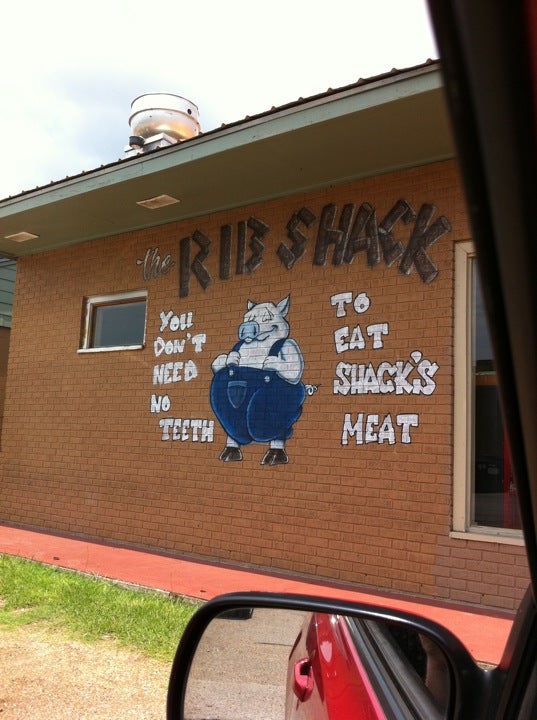 the RIB SHACK
YOU
DON'T
NEED
NO
TEETH
TO
EAT
SHACK'S
MEAT